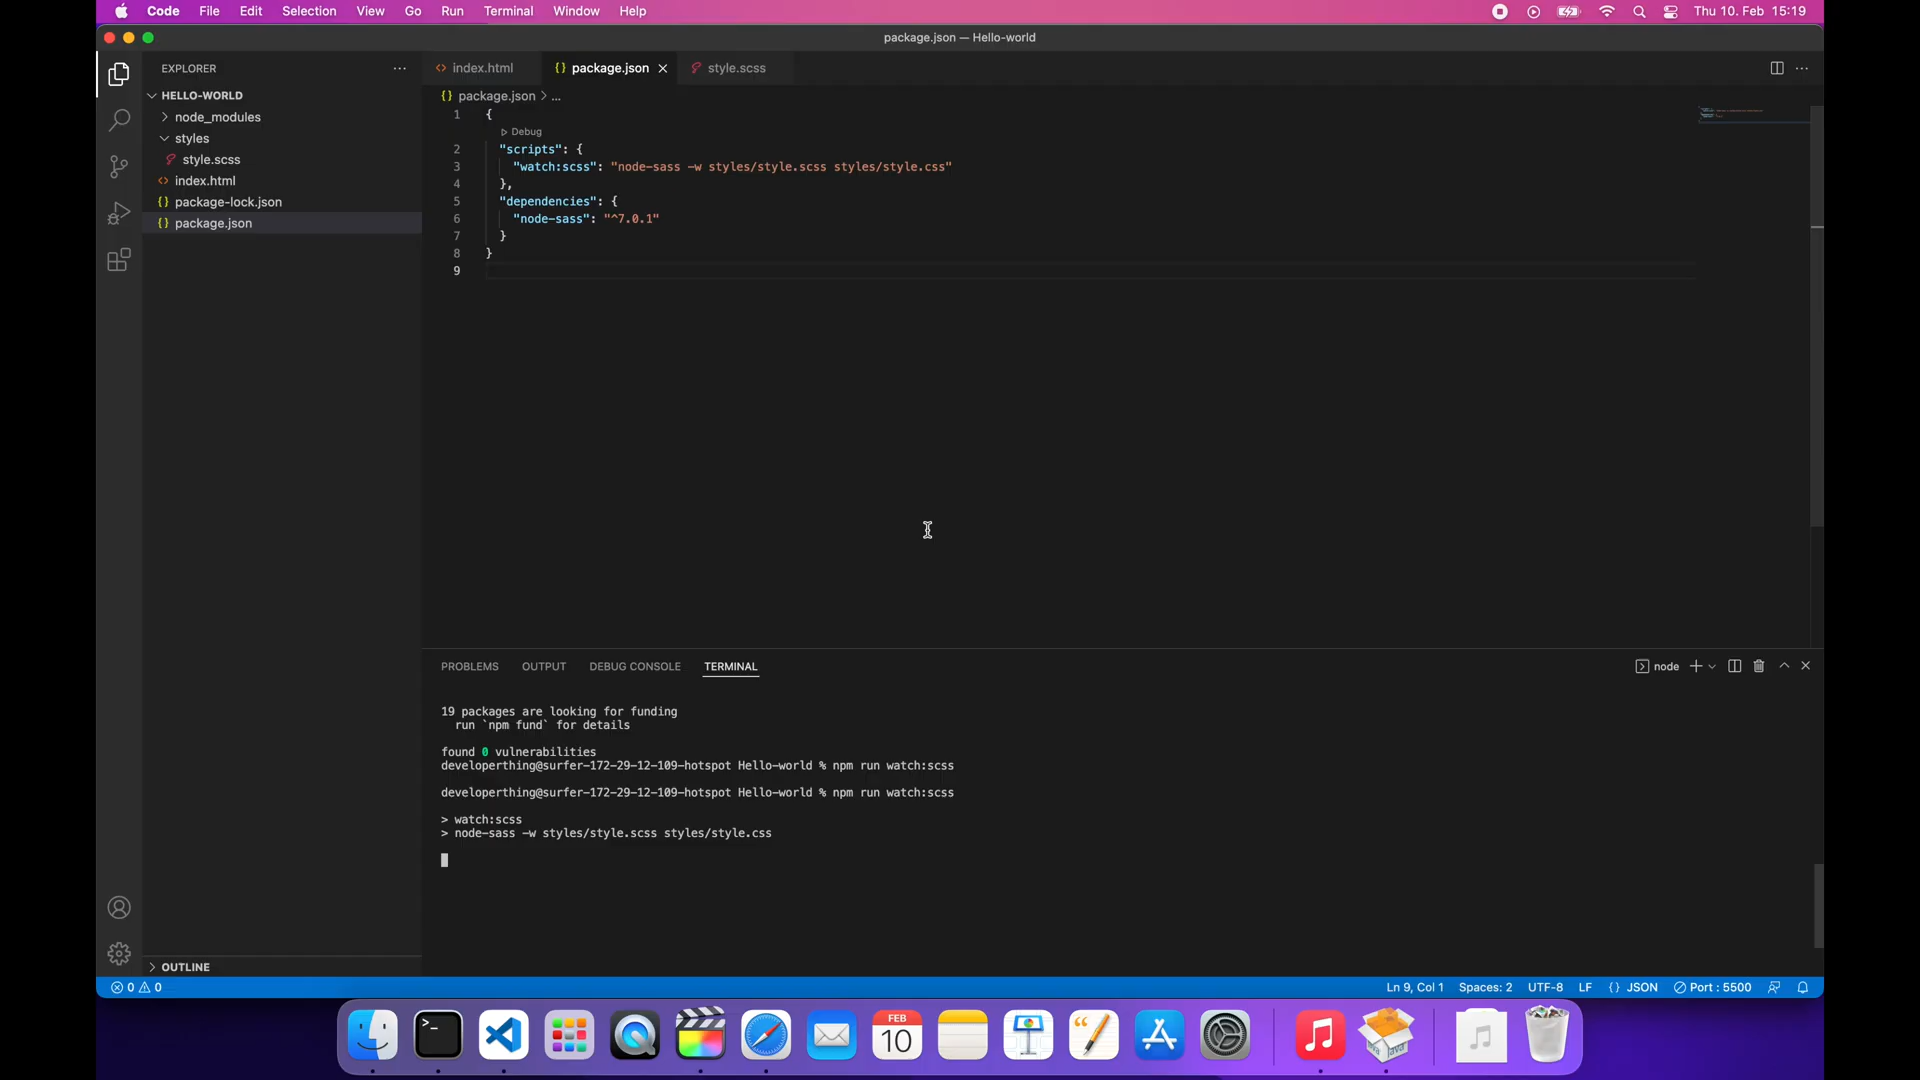 Code File Edit Selection View Go Run Terminal Window Help Thu 10. Feb 15:19
package.json — Hello-world
EXPLORER
HELLO-WORLD
node_modules
styles
style.scss
index.html
package-lock.json
package.json
OUTLINE
index.html package.json style.scss
package.json > ...
1 {
Debug
2 "scripts": {
3 "watch:scss": "node-sass -w styles/style.scss styles/style.css"
4 },
5 "dependencies": {
6 "node-sass": "^7.0.1"
7 }
8 }
9
PROBLEMS OUTPUT DEBUG CONSOLE TERMINAL node
19 packages are looking for funding
run `npm fund` for details
found 0 vulnerabilities
developerthing@surfer-172-29-12-109-hotspot Hello-world % npm run watch:scss
developerthing@surfer-172-29-12-109-hotspot Hello-world % npm run watch:scss
> watch:scss
> node-sass -w styles/style.scss styles/style.css
0 0 Ln 9, Col 1 Spaces: 2 UTF-8 LF {} JSON Port : 5500
FEB
10